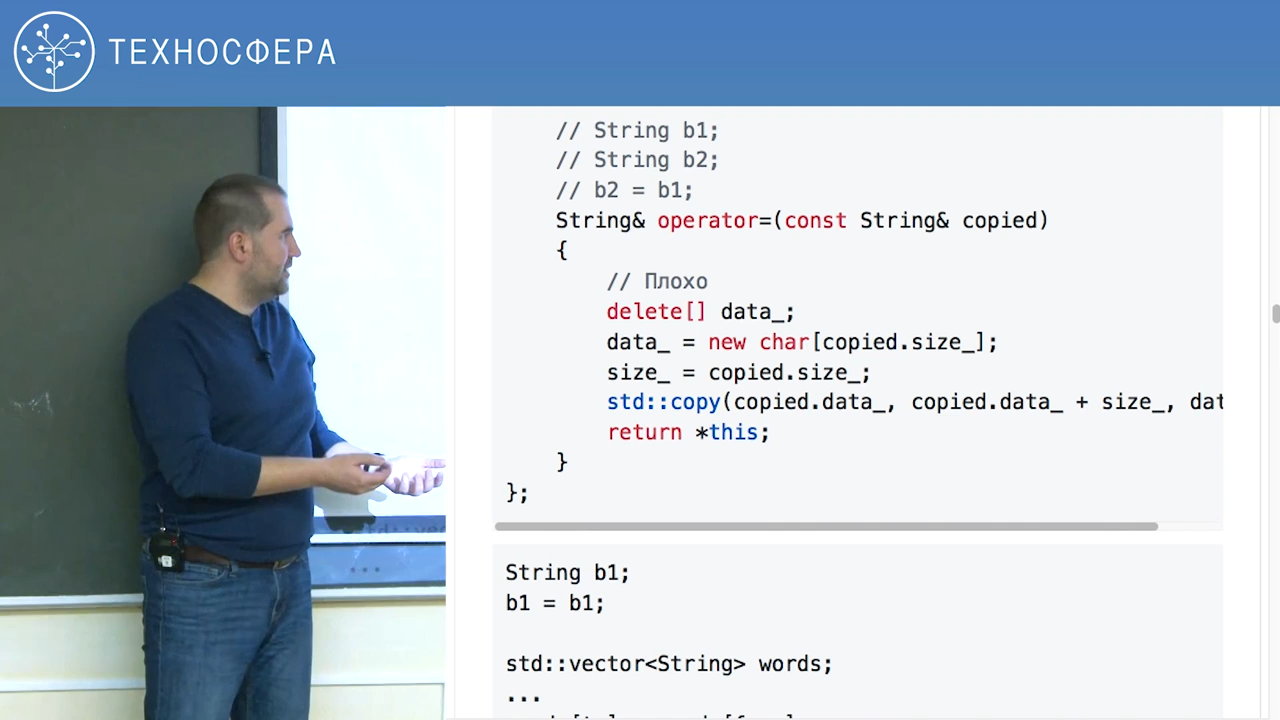 ТЕХНОСФЕРА
// String b1;
// String b2;
// b2 = b1;
String& operator=(const String& copied)
{
// Плохо
delete[] data_;
data_ = new char[copied.size_];
size_ = copied.size_;
std::copy(copied.data_, copied.data_ + size_, dat
return *this;
}
};
String b1;
b1 = b1;
std::vector<String> words;
...